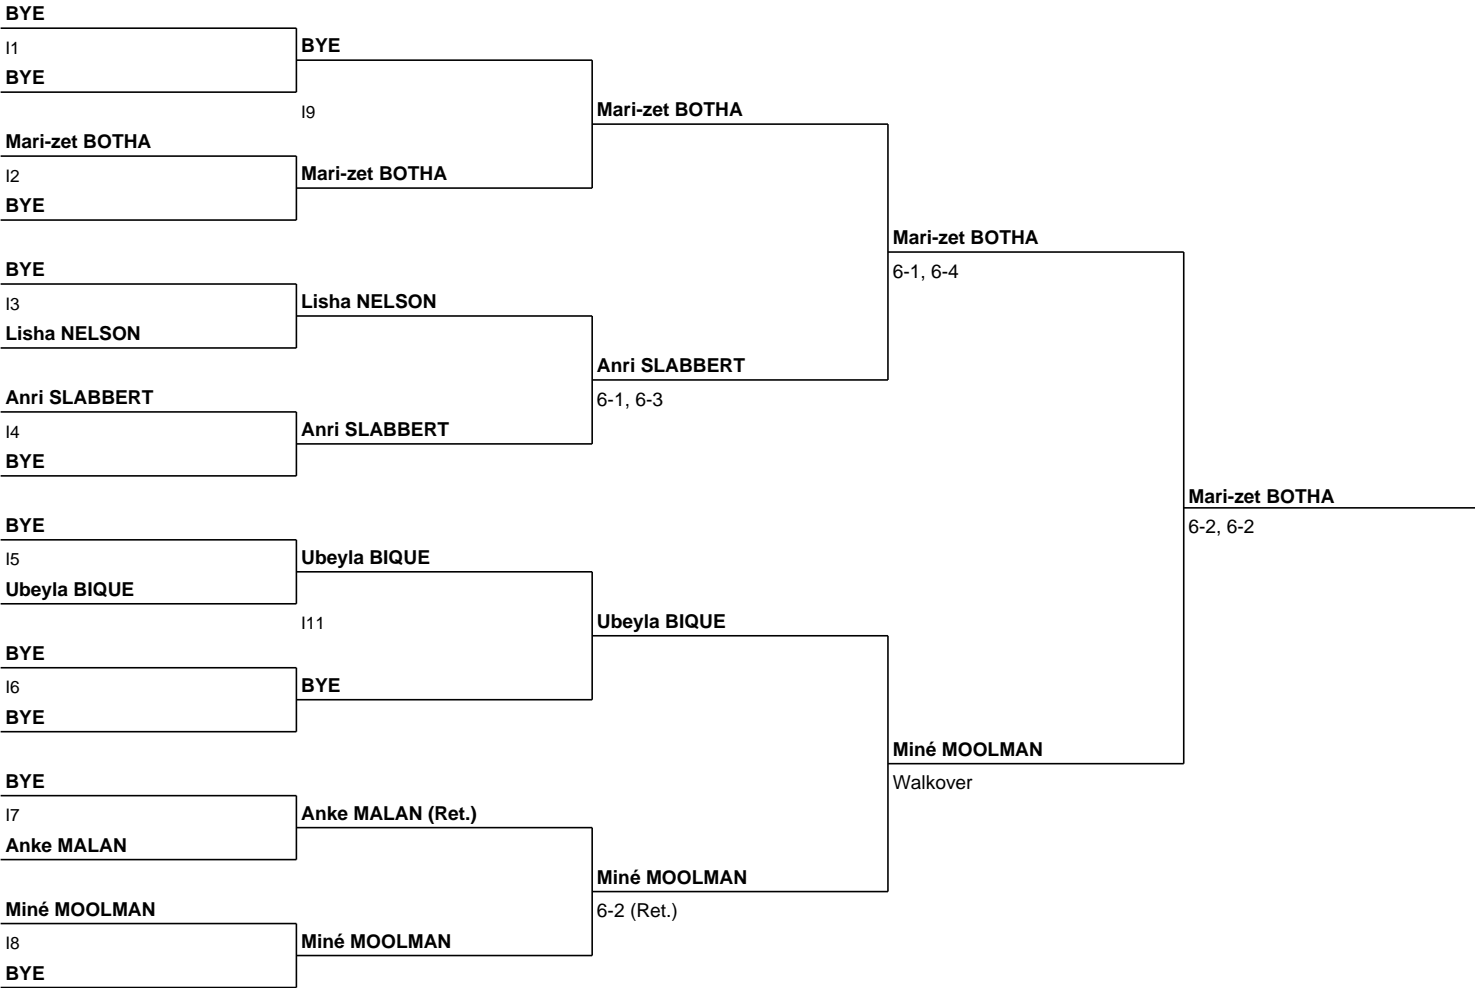 BYE
I1
BYE
BYE
I9
Mari-zet BOTHA
Mari-zet BOTHA
I2
Mari-zet BOTHA
BYE
Mari-zet BOTHA
6-1, 6-4
BYE
I3
Lisha NELSON
Lisha NELSON
Anri SLABBERT
6-1, 6-3
Anri SLABBERT
I4
Anri SLABBERT
BYE
Mari-zet BOTHA
6-2, 6-2
BYE
I5
Ubeyla BIQUE
Ubeyla BIQUE
I11
Ubeyla BIQUE
BYE
I6
BYE
BYE
Miné MOOLMAN
Walkover
BYE
I7
Anke MALAN (Ret.)
Anke MALAN
Miné MOOLMAN
6-2 (Ret.)
Miné MOOLMAN
I8
Miné MOOLMAN
BYE